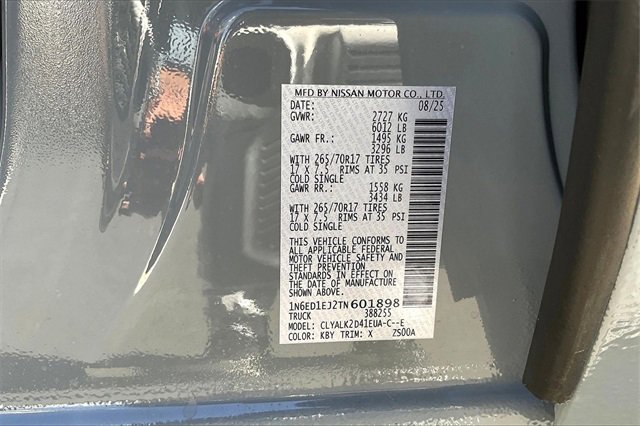 MFD BY NISSAN MOTOR CO., LTD.
DATE: 08/25
GVWR: 2727 KG
6012 LB
GAWR FR.: 1495 KG
3296 LB
WITH 265/70R17 TIRES
17 X 7.5 RIMS AT 35 PSI
COLD SINGLE
GAWR RR.: 1558 KG
3434 LB
WITH 265/70R17 TIRES
17 X 7.5 RIMS AT 35 PSI
COLD SINGLE
THIS VEHICLE CONFORMS TO
ALL APPLICABLE FEDERAL
MOTOR VEHICLE SAFETY AND
THEFT PREVENTION
STANDARDS IN EFFECT ON
THE DATE OF MANUFACTURE
SHOWN ABOVE.
1N6ED1EJ2TN601898
TRUCK 388255
MODEL: CLYALK2D41EUA-C--E
COLOR: KBY TRIM: X ZS00A